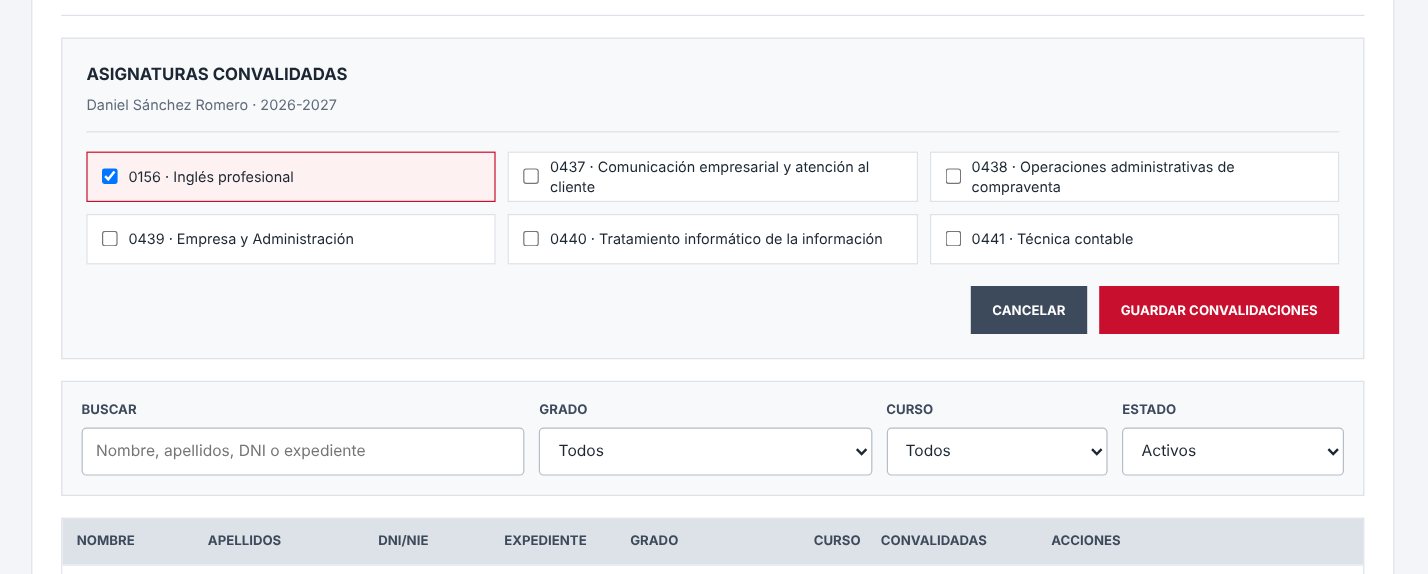 ASIGNATURAS CONVALIDADAS
Daniel Sánchez Romero · 2026-2027
0156 · Inglés profesional
0437 · Comunicación empresarial y atención al
cliente
0438 · Operaciones administrativas de
compraventa
0439 · Empresa y Administración
0440 · Tratamiento informático de la información
0441 · Técnica contable
CANCELAR
GUARDAR CONVALIDACIONES
BUSCAR
GRADO
CURSO
ESTADO
Nombre, apellidos, DNI o expediente
Todos
Todos
Activos
NOMBRE
APELLIDOS
DNI/NIE
EXPEDIENTE
GRADO
CURSO
CONVALIDADAS
ACCIONES